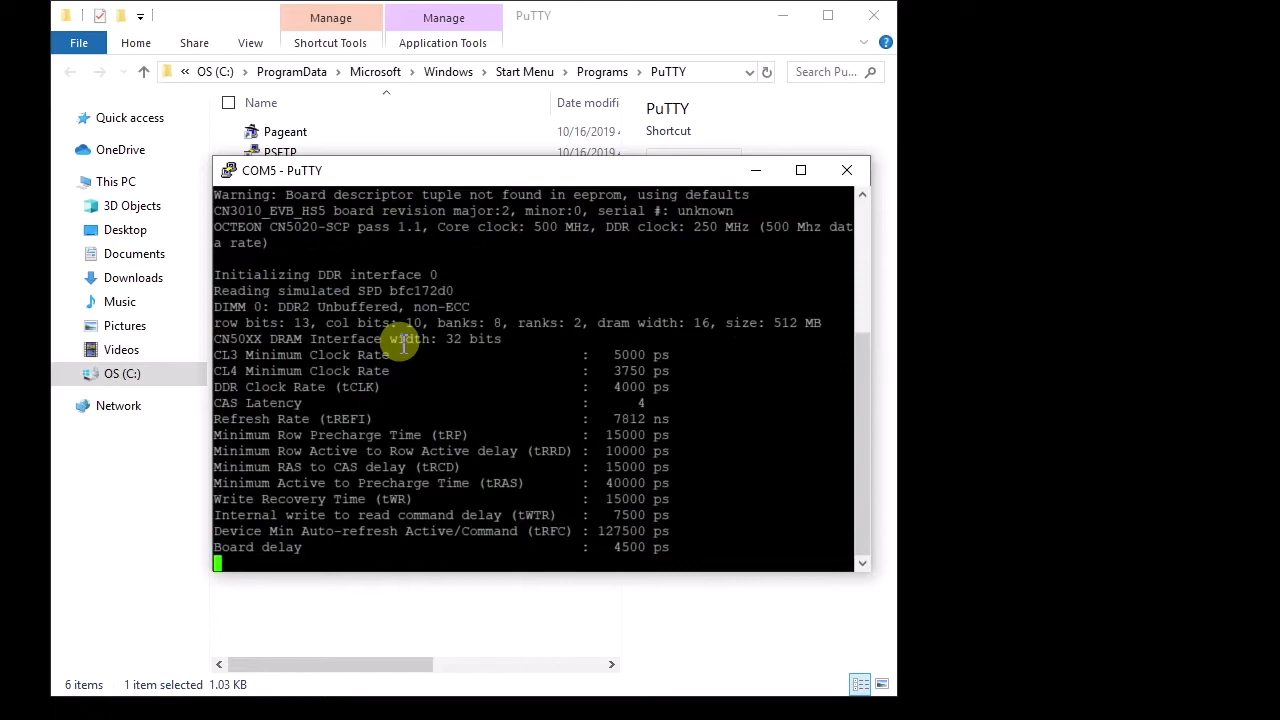 Manage
Manage
PuTTY
File
Home
Share
View
Shortcut Tools
Application Tools
« OS (C:) > ProgramData > Microsoft > Windows > Start Menu > Programs > PuTTY
Search Pu...
Name
Date modifi
Quick access
OneDrive
This PC
3D Objects
Desktop
Documents
Downloads
Music
Pictures
Videos
OS (C:)
Network
Pageant
10/16/2019
PSFTP
10/16/2019
PuTTY
Shortcut
COM5 - PuTTY
Warning: Board descriptor tuple not found in eeprom, using defaults
CN3010_EVB_HS5 board revision major:2, minor:0, serial #: unknown
OCTEON CN5020-SCP pass 1.1, Core clock: 500 MHz, DDR clock: 250 MHz (500 Mhz dat
a rate)
Initializing DDR interface 0
Reading simulated SPD bfc172d0
DIMM 0: DDR2 Unbuffered, non-ECC
row bits: 13, col bits: 10, banks: 8, ranks: 2, dram width: 16, size: 512 MB
CN50XX DRAM Interface width: 32 bits
CL3 Minimum Clock Rate : 5000 ps
CL4 Minimum Clock Rate : 3750 ps
DDR Clock Rate (tCLK) : 4000 ps
CAS Latency : 4
Refresh Rate (tREFI) : 7812 ns
Minimum Row Precharge Time (tRP) : 15000 ps
Minimum Row Active to Row Active delay (tRRD) : 10000 ps
Minimum RAS to CAS delay (tRCD) : 15000 ps
Minimum Active to Precharge Time (tRAS) : 40000 ps
Write Recovery Time (tWR) : 15000 ps
Internal write to read command delay (tWTR) : 7500 ps
Device Min Auto-refresh Active/Command (tRFC) : 127500 ps
Board delay : 4500 ps
6 items
1 item selected 1.03 KB